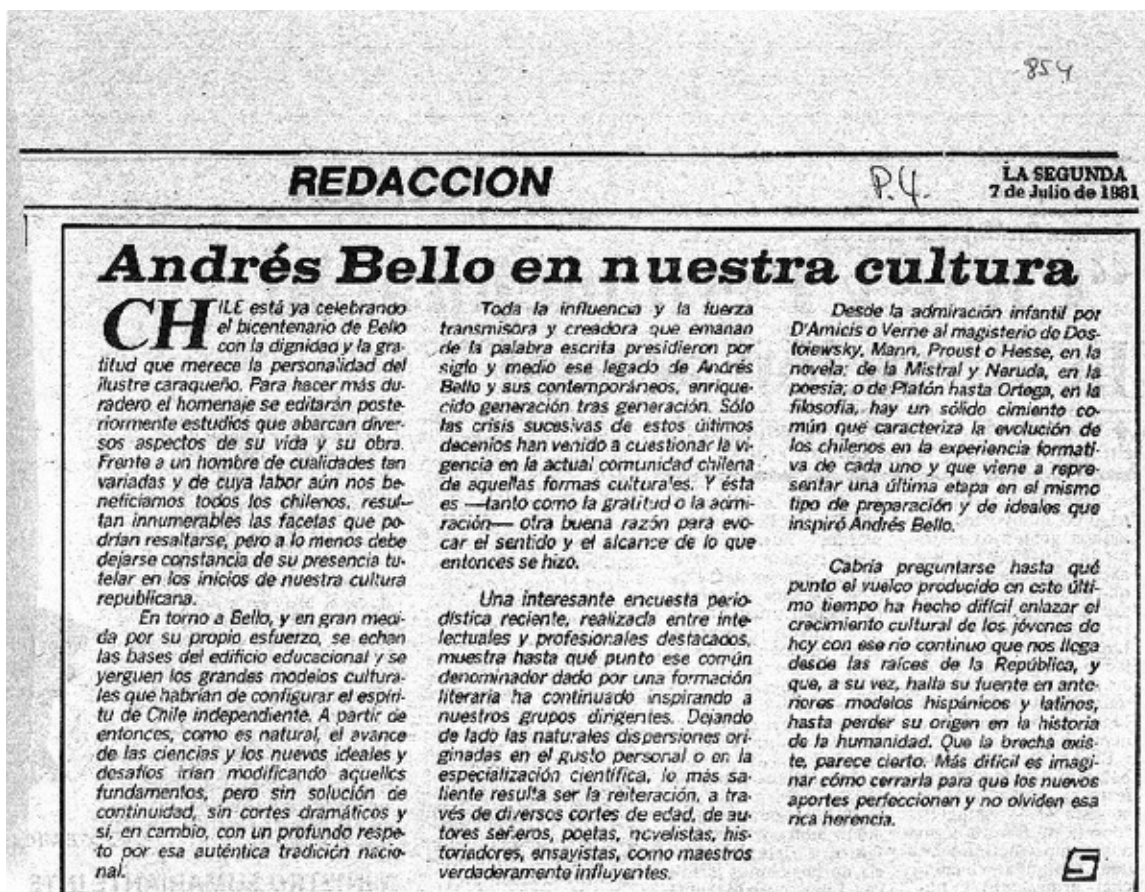 854
REDACCION
P.4.
LA SEGUNDA
7 de Julio de 1981
Andrés Bello en nuestra cultura
CHILE está ya celebrando
el bicentenario de Bello
con la dignidad y la gra-
titud que merece la personalidad del
ilustre caraqueño. Para hacer más du-
radero el homenaje se editarán poste-
riormente estudios que abarcan diver-
sos aspectos de su vida y su obra.
Frente a un hombre de cualidades tan
variadas y de cuya labor aún nos be-
neficiamos todos los chilenos, resul-
tan innumerables las facetas que po-
drían resaltarse, pero a lo menos debe
dejarse constancia de su presencia tu-
telar en los inicios de nuestra cultura
republicana.
En torno a Bello, y en gran medi-
da por su propio esfuerzo, se echan
las bases del edificio educacional y se
yerguen los grandes modelos cultura-
les que habrían de configurar el espíri-
tu de Chile independiente. A partir de
entonces, como es natural, el avance
de las ciencias y los nuevos ideales y
desafíos irían modificando aquellos
fundamentos, pero sin solución de
continuidad, sin cortes dramáticos y
sí, en cambio, con un profundo respe-
to por esa auténtica tradición nacio-
nal.
Toda la influencia y la fuerza
transmisora y creadora que emanan
de la palabra escrita presidieron por
siglo y medio ese legado de Andrés
Bello y sus contemporáneos, enrique-
cido generación tras generación. Sólo
las crisis sucesivas de estos últimos
decenios han venido a cuestionar la vi-
gencia en la actual comunidad chilena
de aquellas formas culturales. Y ésta
es —tanto como la gratitud o la admi-
ración— otra buena razón para evo-
car el sentido y el alcance de lo que
entonces se hizo.
Una interesante encuesta perio-
dística reciente, realizada entre inte-
lectuales y profesionales destacados,
muestra hasta qué punto ese común
denominador dado por una formación
literaria ha continuado inspirando a
nuestros grupos dirigentes. Dejando
de lado las naturales dispersiones ori-
ginadas en el gusto personal o en la
especialización científica, lo más sa-
liente resulta ser la reiteración, a tra-
vés de diversos cortes de edad, de au-
tores señeros, poetas, novelistas, his-
toriadores, ensayistas, como maestros
verdaderamente influyentes.
Desde la admiración infantil por
D'Amicis o Verne al magisterio de Dos-
toiewsky, Mann, Proust o Hesse, en la
novela; de la Mistral y Neruda, en la
poesía; o de Platón hasta Ortega, en la
filosofía, hay un sólido cimiento co-
mún que caracteriza la evolución de
los chilenos en la experiencia formati-
va de cada uno y que viene a repre-
sentar una última etapa en el mismo
tipo de preparación y de ideales que
inspiró Andrés Bello.
Cabría preguntarse hasta qué
punto el vuelco producido en este últi-
mo tiempo ha hecho difícil enlazar el
crecimiento cultural de los jóvenes de
hoy con ese río continuo que nos llega
desde las raíces de la República, y
que, a su vez, halla su fuente en ante-
riores modelos hispánicos y latinos,
hasta perder su origen en la historia
de la humanidad. Que la brecha exis-
te, parece cierto. Más difícil es imagi-
nar cómo cerrarla para que los nuevos
aportes perfeccionen y no olviden esa
rica herencia.
S